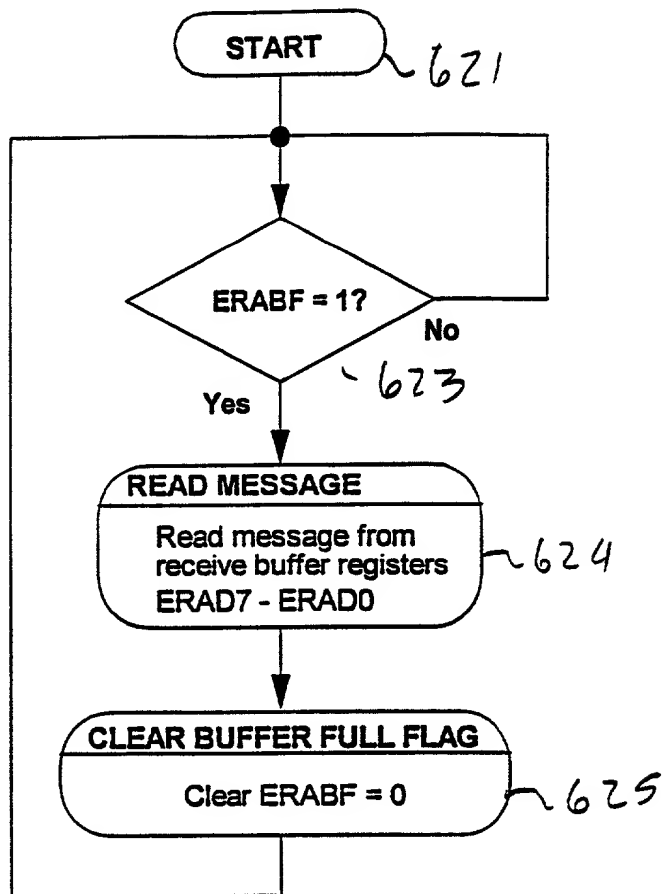 START
621
ERABF = 1?
No
623
Yes
READ MESSAGE
Read message from
receive buffer registers
ERAD7 - ERAD0
624
CLEAR BUFFER FULL FLAG
Clear ERABF = 0
625